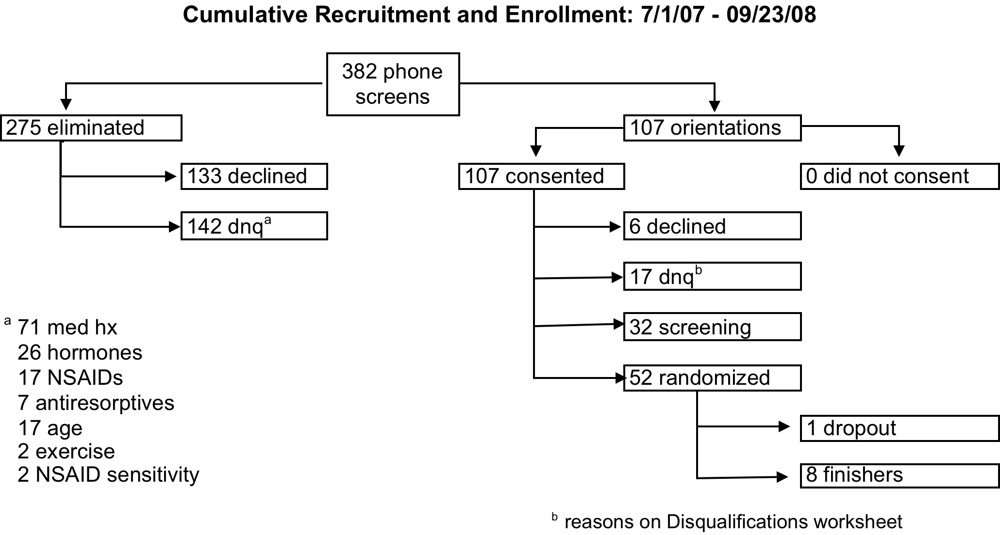 Cumulative Recruitment and Enrollment: 7/1/07 - 09/23/08
382 phone
screens
275 eliminated
107 orientations
133 declined
107 consented
0 did not consent
142 dnqᵃ
6 declined
17 dnqᵇ
32 screening
52 randomized
1 dropout
8 finishers
ᵃ 71 med hx
26 hormones
17 NSAIDs
7 antiresorptives
17 age
2 exercise
2 NSAID sensitivity
ᵇ reasons on Disqualifications worksheet